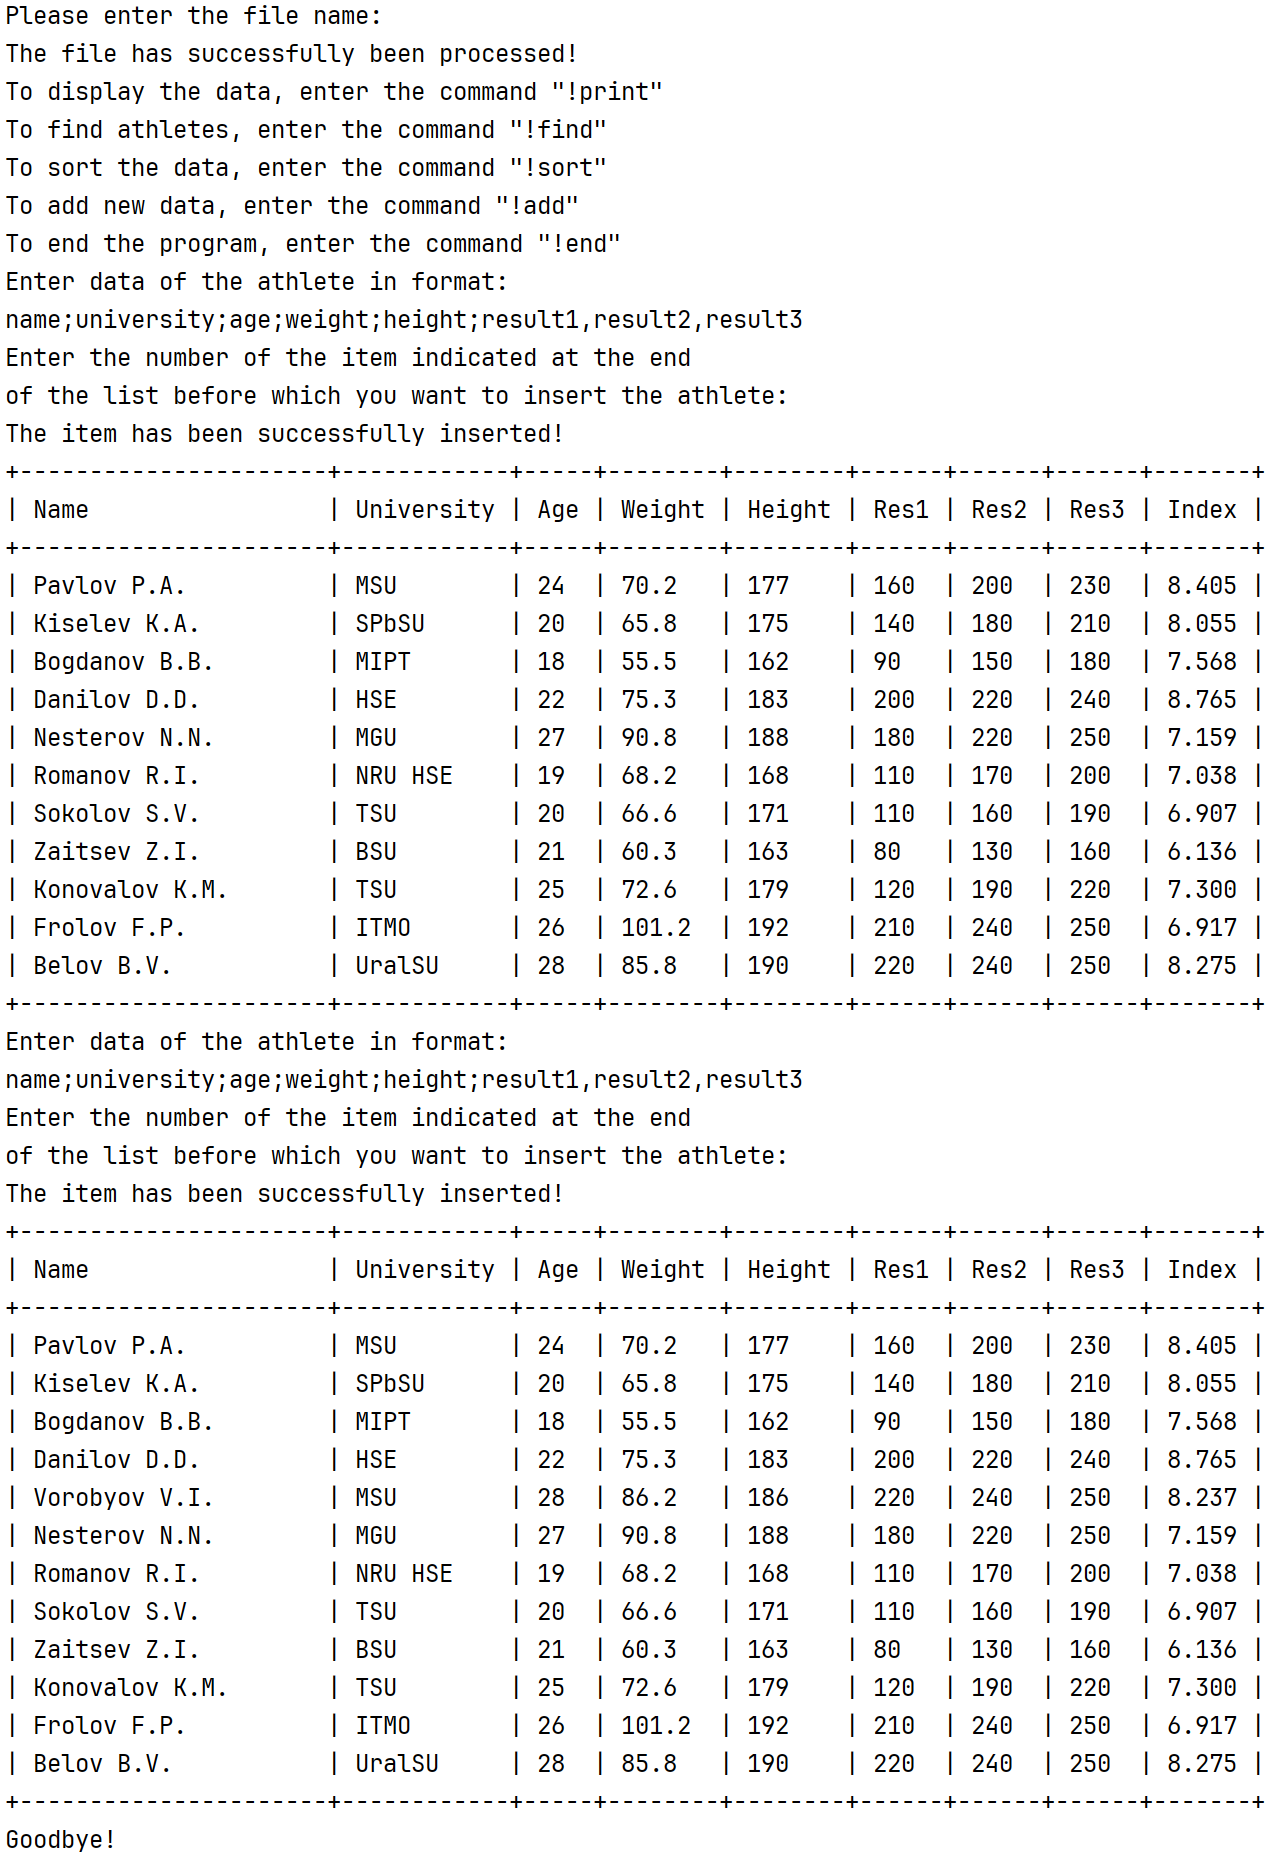 Please enter the file name:
The file has successfully been processed!
To display the data, enter the command "!print"
To find athletes, enter the command "!find"
To sort the data, enter the command "!sort"
To add new data, enter the command "!add"
To end the program, enter the command "!end"
Enter data of the athlete in format:
name;university;age;weight;height;result1,result2,result3
Enter the number of the item indicated at the end
of the list before which you want to insert the athlete:
The item has been successfully inserted!
+----------------------+------------+-----+--------+--------+------+------+------+-------+
| Name                 | University | Age | Weight | Height | Res1 | Res2 | Res3 | Index |
+----------------------+------------+-----+--------+--------+------+------+------+-------+
| Pavlov P.A.          | MSU        | 24  | 70.2   | 177    | 160  | 200  | 230  | 8.405 |
| Kiselev K.A.         | SPbSU      | 20  | 65.8   | 175    | 140  | 180  | 210  | 8.055 |
| Bogdanov B.B.        | MIPT       | 18  | 55.5   | 162    | 90   | 150  | 180  | 7.568 |
| Danilov D.D.         | HSE        | 22  | 75.3   | 183    | 200  | 220  | 240  | 8.765 |
| Nesterov N.N.        | MGU        | 27  | 90.8   | 188    | 180  | 220  | 250  | 7.159 |
| Romanov R.I.         | NRU HSE    | 19  | 68.2   | 168    | 110  | 170  | 200  | 7.038 |
| Sokolov S.V.         | TSU        | 20  | 66.6   | 171    | 110  | 160  | 190  | 6.907 |
| Zaitsev Z.I.         | BSU        | 21  | 60.3   | 163    | 80   | 130  | 160  | 6.136 |
| Konovalov K.M.       | TSU        | 25  | 72.6   | 179    | 120  | 190  | 220  | 7.300 |
| Frolov F.P.          | ITMO       | 26  | 101.2  | 192    | 210  | 240  | 250  | 6.917 |
| Belov B.V.           | UralSU     | 28  | 85.8   | 190    | 220  | 240  | 250  | 8.275 |
+----------------------+------------+-----+--------+--------+------+------+------+-------+
Enter data of the athlete in format:
name;university;age;weight;height;result1,result2,result3
Enter the number of the item indicated at the end
of the list before which you want to insert the athlete:
The item has been successfully inserted!
+----------------------+------------+-----+--------+--------+------+------+------+-------+
| Name                 | University | Age | Weight | Height | Res1 | Res2 | Res3 | Index |
+----------------------+------------+-----+--------+--------+------+------+------+-------+
| Pavlov P.A.          | MSU        | 24  | 70.2   | 177    | 160  | 200  | 230  | 8.405 |
| Kiselev K.A.         | SPbSU      | 20  | 65.8   | 175    | 140  | 180  | 210  | 8.055 |
| Bogdanov B.B.        | MIPT       | 18  | 55.5   | 162    | 90   | 150  | 180  | 7.568 |
| Danilov D.D.         | HSE        | 22  | 75.3   | 183    | 200  | 220  | 240  | 8.765 |
| Vorobyov V.I.        | MSU        | 28  | 86.2   | 186    | 220  | 240  | 250  | 8.237 |
| Nesterov N.N.        | MGU        | 27  | 90.8   | 188    | 180  | 220  | 250  | 7.159 |
| Romanov R.I.         | NRU HSE    | 19  | 68.2   | 168    | 110  | 170  | 200  | 7.038 |
| Sokolov S.V.         | TSU        | 20  | 66.6   | 171    | 110  | 160  | 190  | 6.907 |
| Zaitsev Z.I.         | BSU        | 21  | 60.3   | 163    | 80   | 130  | 160  | 6.136 |
| Konovalov K.M.       | TSU        | 25  | 72.6   | 179    | 120  | 190  | 220  | 7.300 |
| Frolov F.P.          | ITMO       | 26  | 101.2  | 192    | 210  | 240  | 250  | 6.917 |
| Belov B.V.           | UralSU     | 28  | 85.8   | 190    | 220  | 240  | 250  | 8.275 |
+----------------------+------------+-----+--------+--------+------+------+------+-------+
Goodbye!